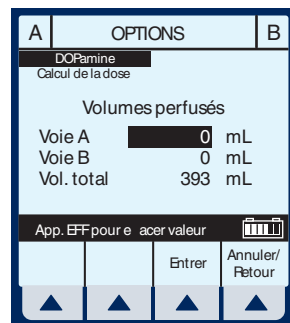 A OPTIONS B
DOPamine
Calcul de la dose
Volumes perfusés
Voie A 0 mL
Voie B 0 mL
Vol. total 393 mL
App. EFF pour e acer valeur
Entrer Annuler/
Retour